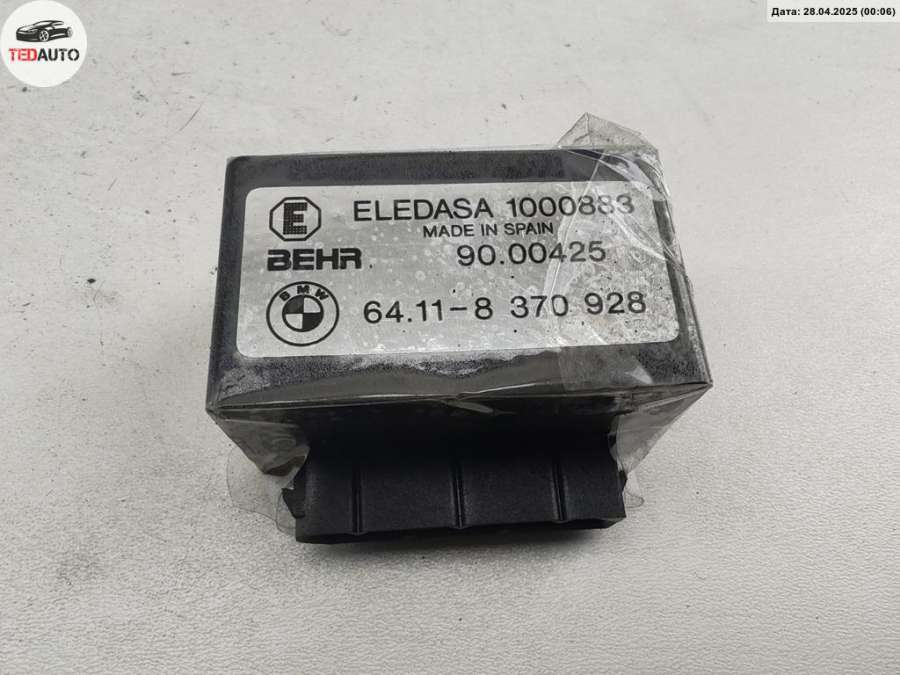 TEDAUTO
Дата: 28.04.2025 (00:06)
E ELEDASA 1000883
MADE IN SPAIN
BEHR 90.00425
BMW 64.11-8 370 928